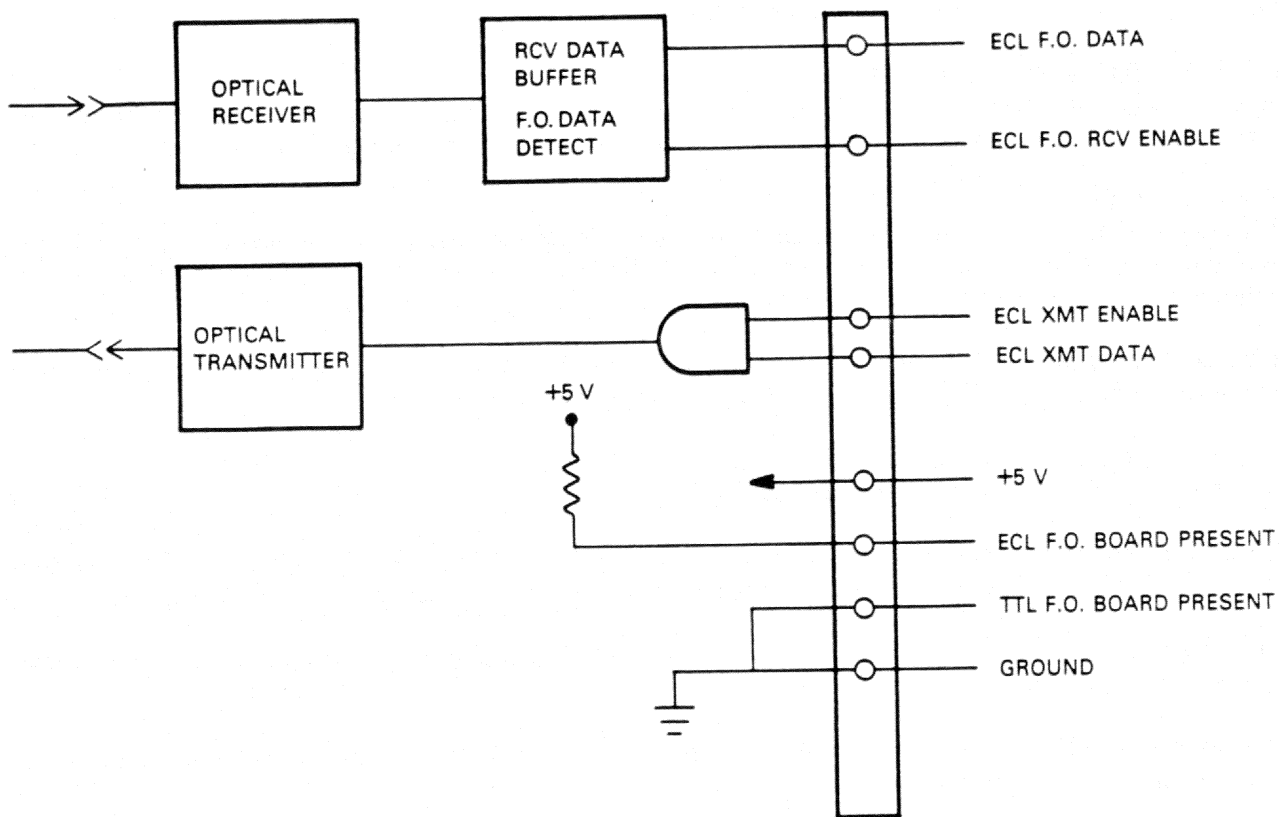 OPTICAL
RECEIVER
RCV DATA
BUFFER
F.O. DATA
DETECT
ECL F.O. DATA
ECL F.O. RCV ENABLE
OPTICAL
TRANSMITTER
ECL XMT ENABLE
ECL XMT DATA
+5 V
+5 V
ECL F.O. BOARD PRESENT
TTL F.O. BOARD PRESENT
GROUND